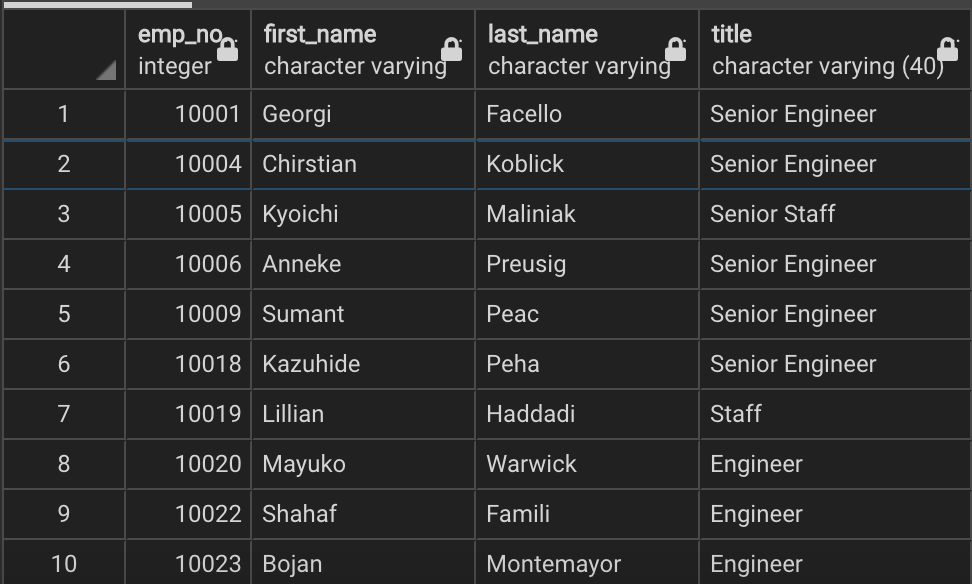 emp_no first_name last_name title
integer character varying character varying character varying (40)
1 10001 Georgi Facello Senior Engineer
2 10004 Chirstian Koblick Senior Engineer
3 10005 Kyoichi Maliniak Senior Staff
4 10006 Anneke Preusig Senior Engineer
5 10009 Sumant Peac Senior Engineer
6 10018 Kazuhide Peha Senior Engineer
7 10019 Lillian Haddadi Staff
8 10020 Mayuko Warwick Engineer
9 10022 Shahaf Famili Engineer
10 10023 Bojan Montemayor Engineer